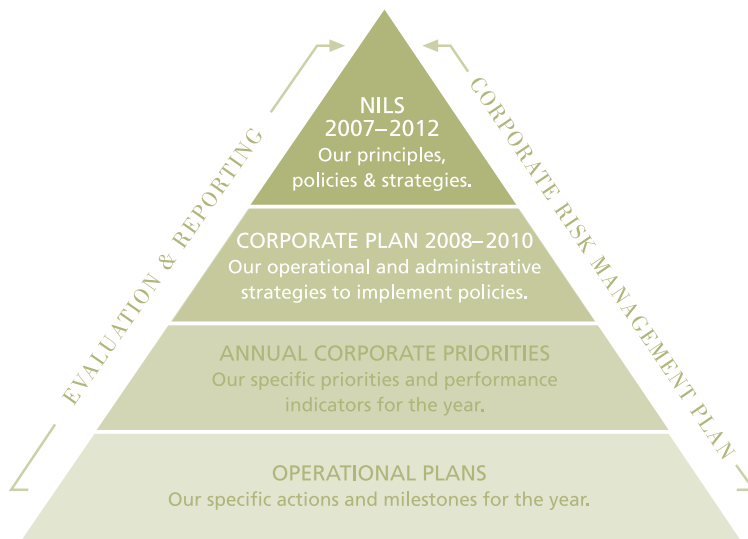 NILS
2007–2012
Our principles,
policies & strategies.
CORPORATE PLAN 2008–2010
Our operational and administrative
strategies to implement policies.
ANNUAL CORPORATE PRIORITIES
Our specific priorities and performance
indicators for the year.
OPERATIONAL PLANS
Our specific actions and milestones for the year.
EVALUATION & REPORTING
CORPORATE RISK MANAGEMENT PLAN